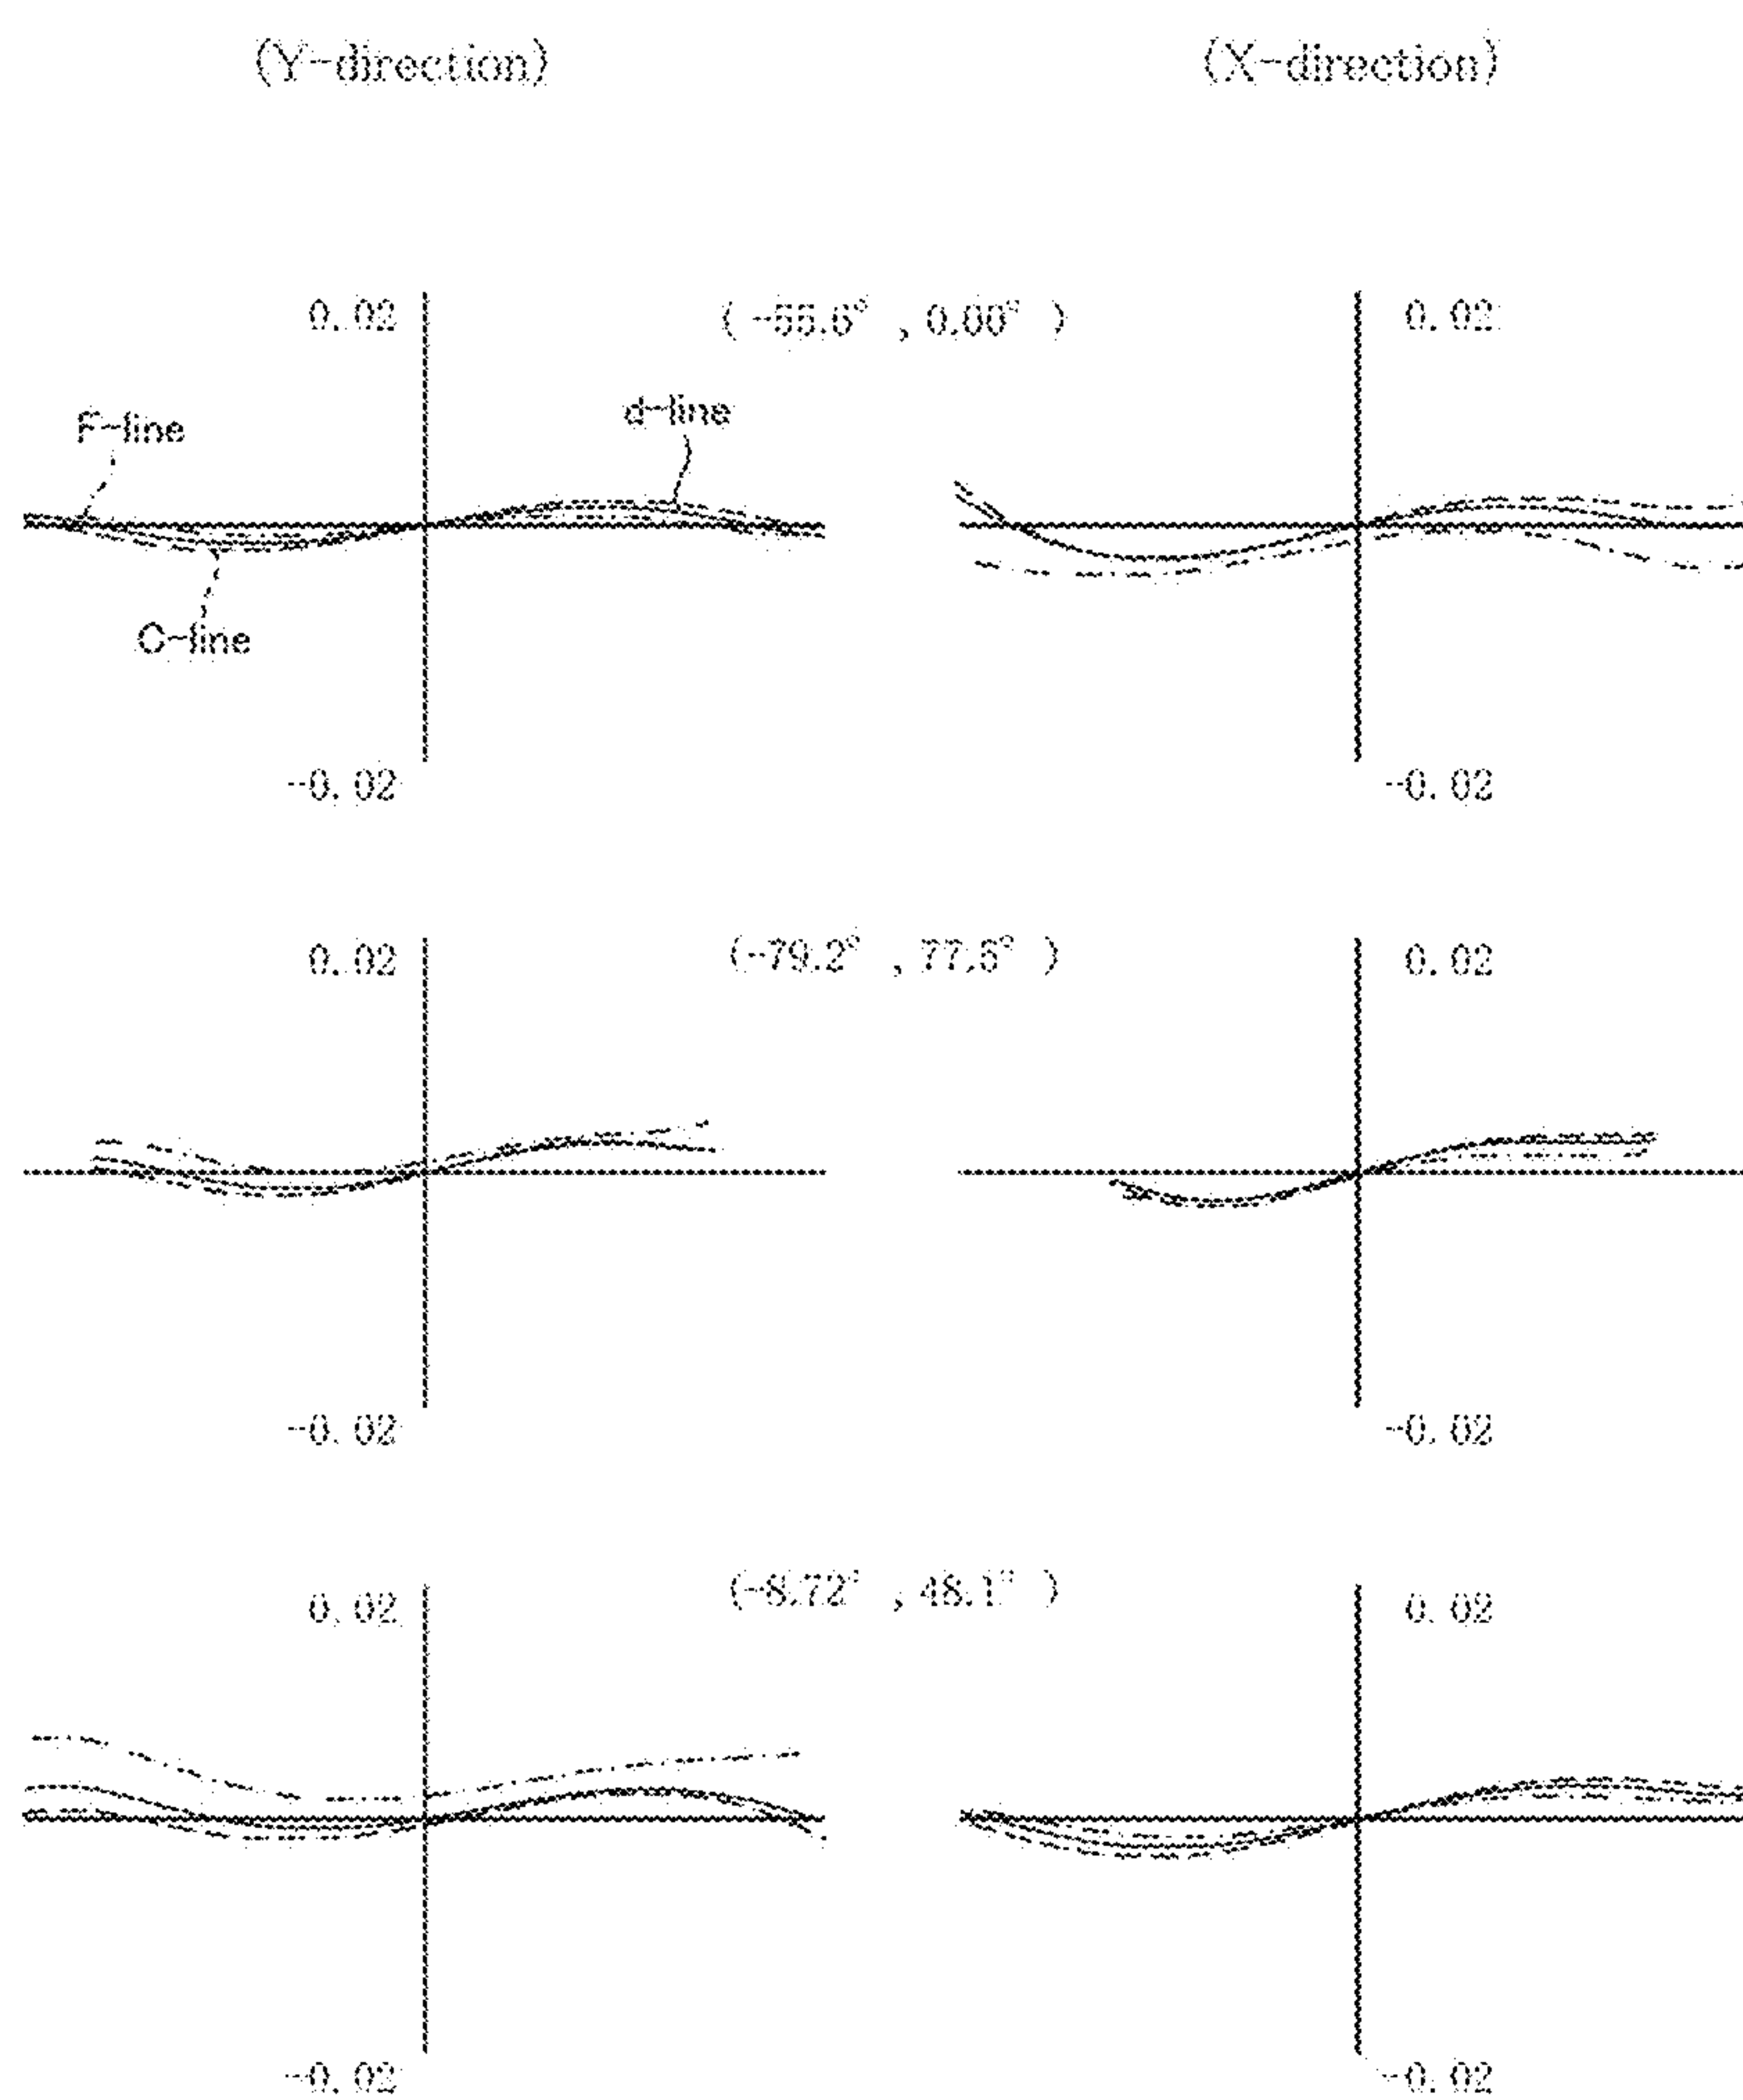 (Y-direction) (X-direction)
0.02 (-55.6° , 0.00° ) 0.02
F-line d-line
C-line
-0.02 -0.02
0.02 (-79.2° , 77.5° ) 0.02
-0.02 -0.02
0.02 (-8.72° , 48.1° ) 0.02
-0.02 -0.02